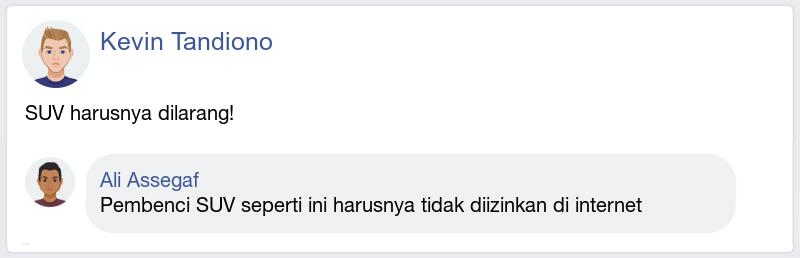 Kevin Tandiono
SUV harusnya dilarang!
Ali Assegaf
Pembenci SUV seperti ini harusnya tidak diizinkan di internet